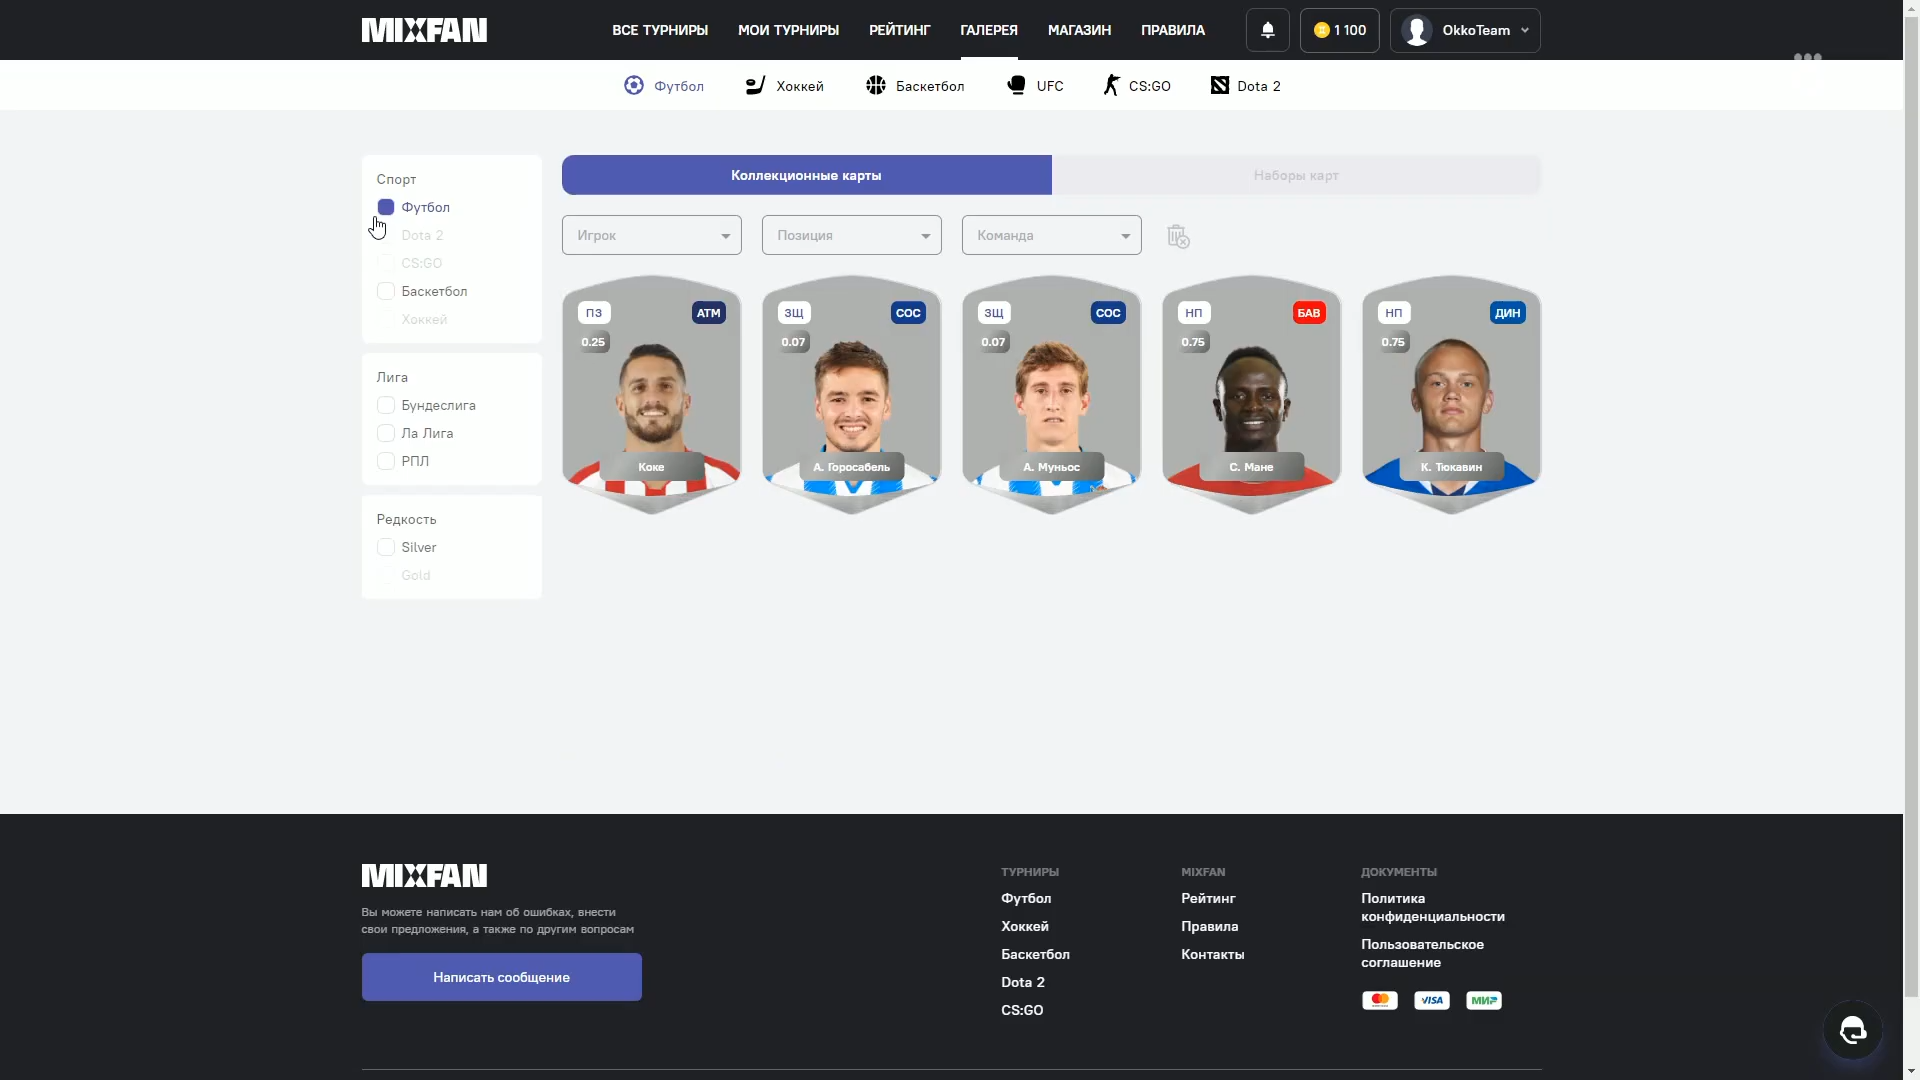 MIXFAN
ВСЕ ТУРНИРЫ
МОИ ТУРНИРЫ
РЕЙТИНГ
ГАЛЕРЕЯ
МАГАЗИН
ПРАВИЛА
1 100
OkkoTeam
Футбол
Хоккей
Баскетбол
UFC
CS:GO
Dota 2
Спорт
Футбол
Dota 2
CS:GO
Баскетбол
Хоккей
Лига
Бундеслига
Ла Лига
РПЛ
Редкость
Silver
Gold
Коллекционные карты
Наборы карт
Игрок
Позиция
Команда
ПЗ
АТМ
0.25
Коке
ЗЩ
СОС
0.07
А. Горосабель
ЗЩ
СОС
0.07
А. Муньос
НП
БАВ
0.75
С. Мане
НП
ДИН
0.75
К. Тюкавин
MIXFAN
Вы можете написать нам об ошибках, внести
свои предложения, а также по другим вопросам
Написать сообщение
ТУРНИРЫ
Футбол
Хоккей
Баскетбол
Dota 2
CS:GO
MIXFAN
Рейтинг
Правила
Контакты
ДОКУМЕНТЫ
Политика
конфиденциальности
Пользовательское
соглашение
VISA
МИР